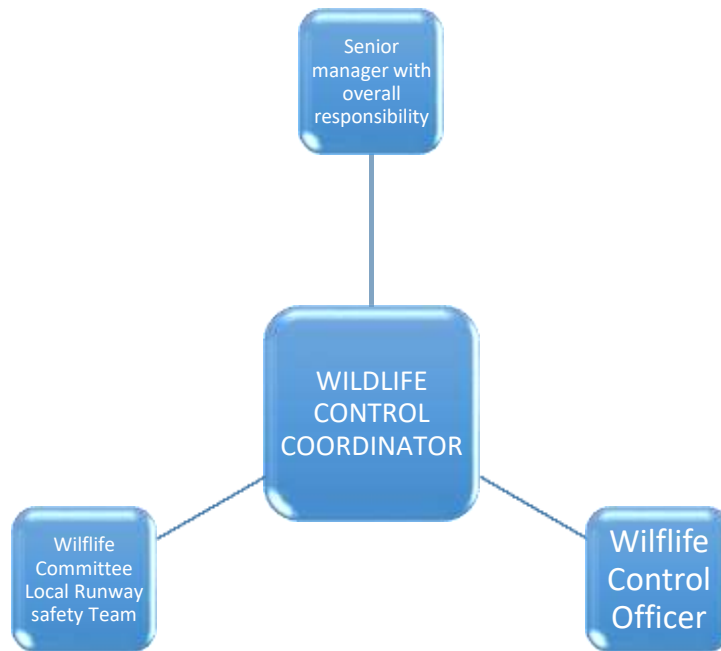 Senior
manager with
overall
responsibility
WILDLIFE
CONTROL
COORDINATOR
Wilflife
Committee
Local Runway
safety Team
Wilflife
Control
Officer